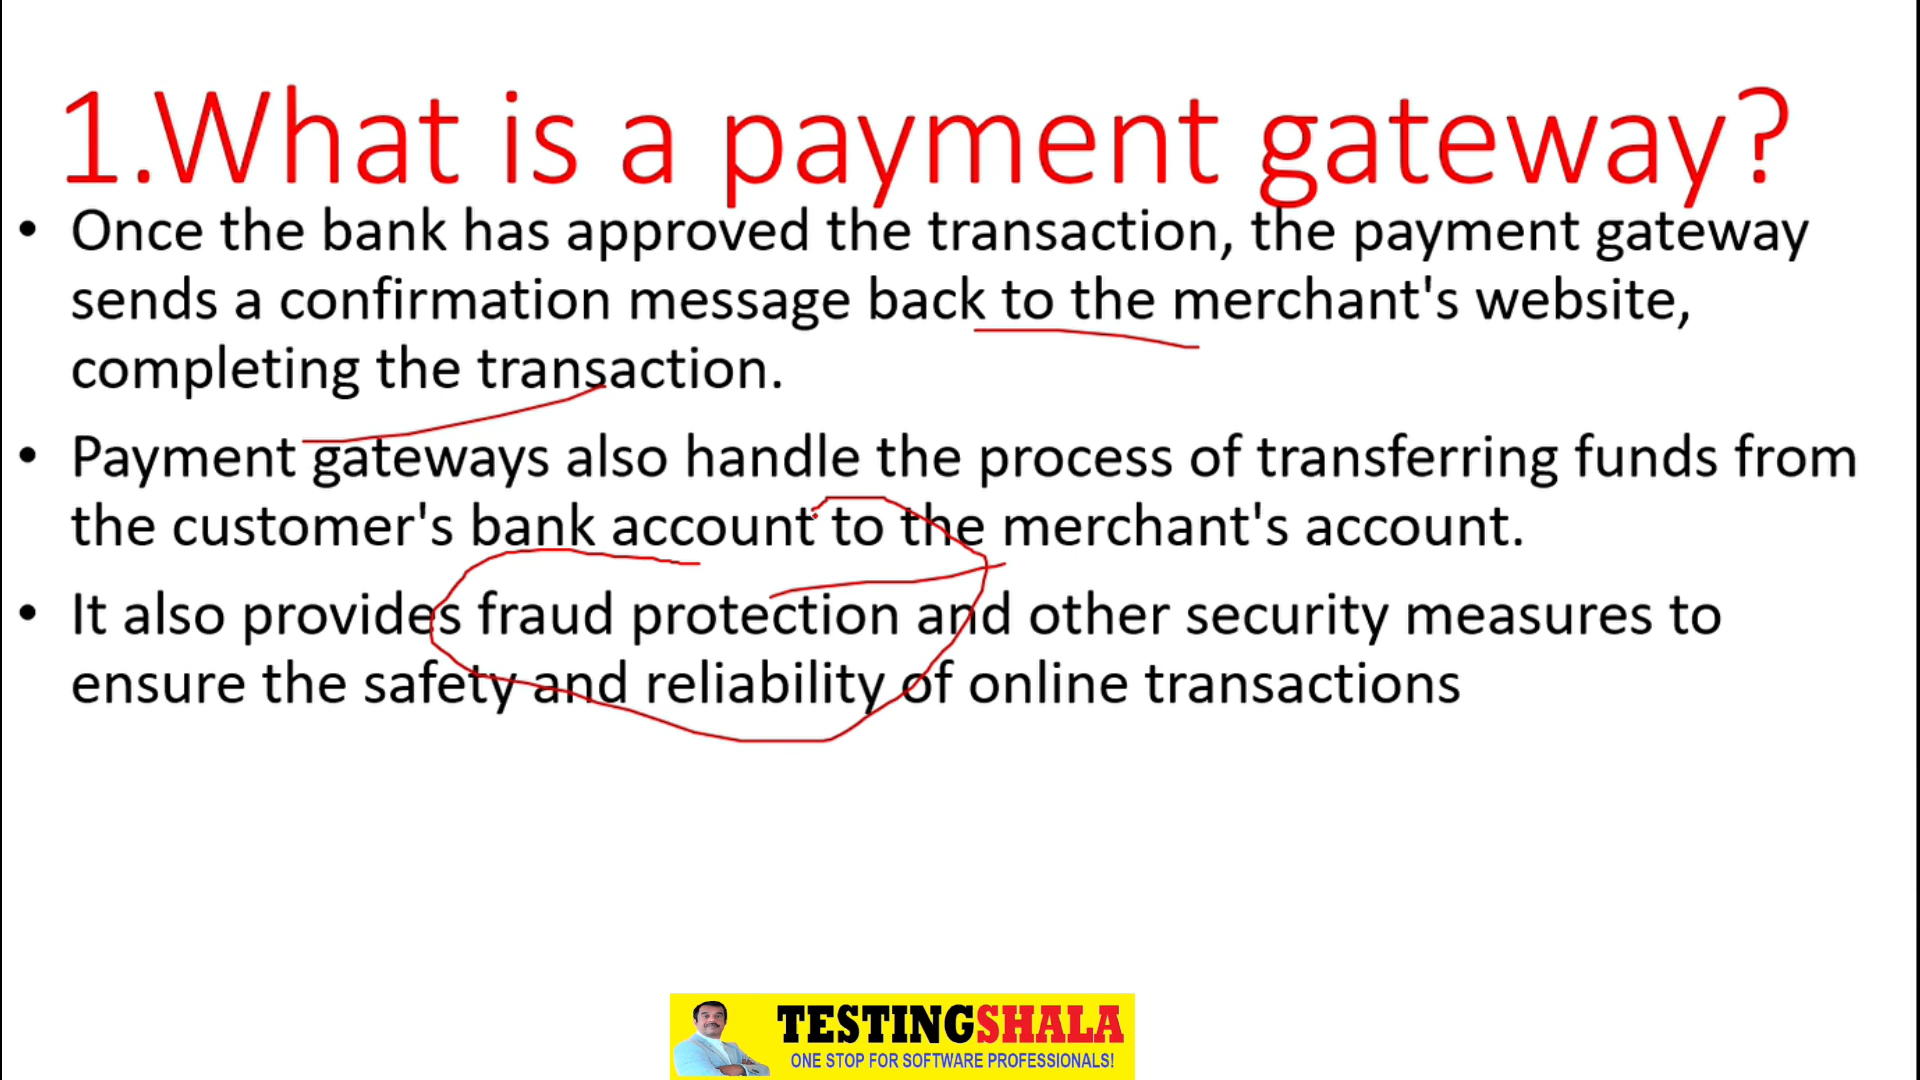 1.What is a payment gateway?
• Once the bank has approved the transaction, the payment gateway
sends a confirmation message back to the merchant's website,
completing the transaction.
• Payment gateways also handle the process of transferring funds from
the customer's bank account to the merchant's account.
• It also provides fraud protection and other security measures to
ensure the safety and reliability of online transactions
TESTINGSHALA
ONE STOP FOR SOFTWARE PROFESSIONALS!